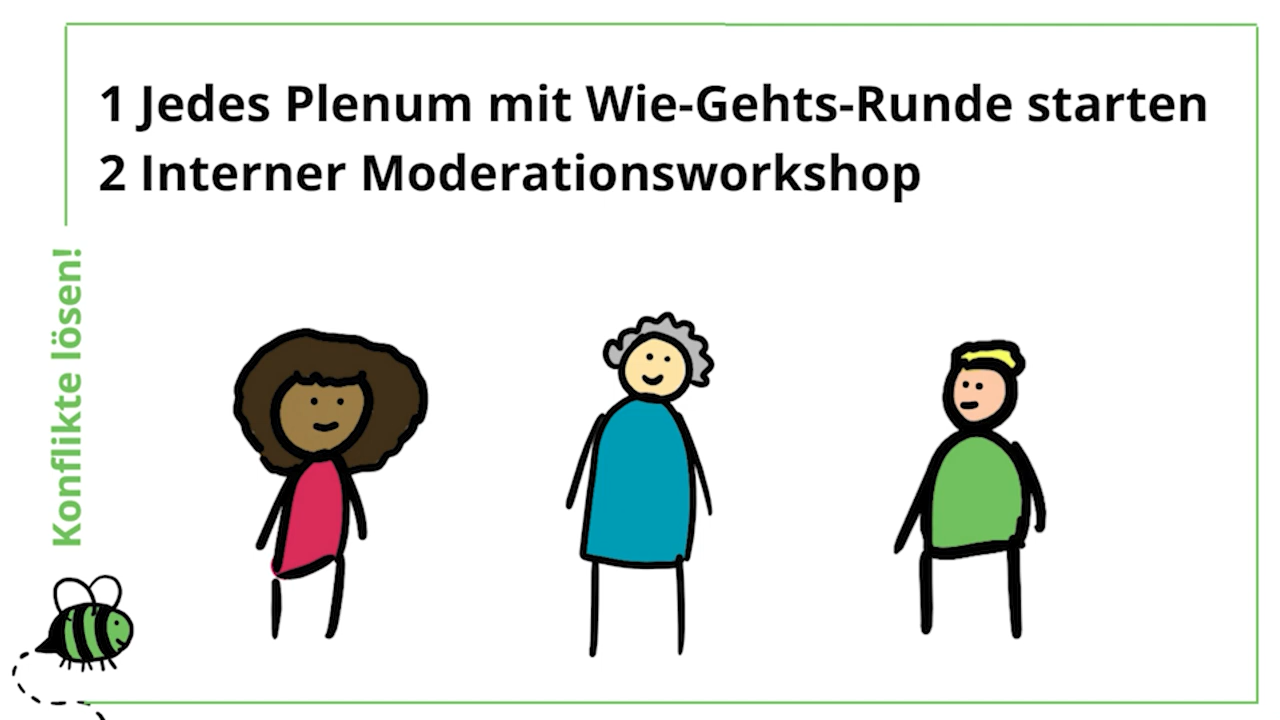 1 Jedes Plenum mit Wie-Gehts-Runde starten
2 Interner Moderationsworkshop
Konflikte lösen!